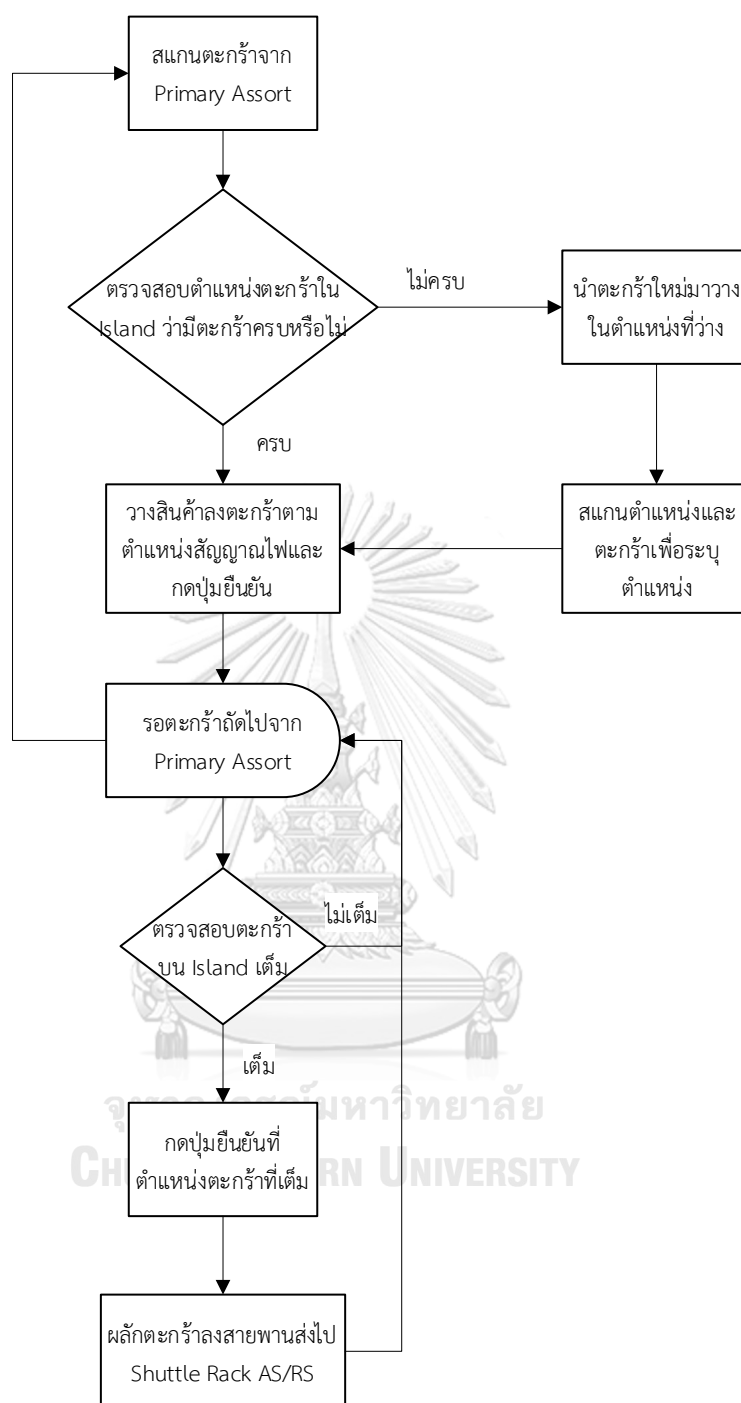 สแกนตะกร้าจาก
Primary Assort
ตรวจสอบตำแหน่งตะกร้าใน
Island ว่ามีตะกร้าครบหรือไม่
ไม่ครบ
นำตะกร้าใหม่มาวาง
ในตำแหน่งที่ว่าง
ครบ
วางสินค้าลงตะกร้าตาม
ตำแหน่งสัญญาณไฟและ
กดปุ่มยืนยัน
สแกนตำแหน่งและ
ตะกร้าเพื่อระบุ
ตำแหน่ง
รอตะกร้าถัดไปจาก
Primary Assort
ตรวจสอบตะกร้า
บน Island เต็ม
ไม่เต็ม
เต็ม
กดปุ่มยืนยันที่
ตำแหน่งตะกร้าที่เต็ม
ผลักตะกร้าลงสายพานส่งไป
Shuttle Rack AS/RS
มหาวิทยาลัย
UNIVERSITY